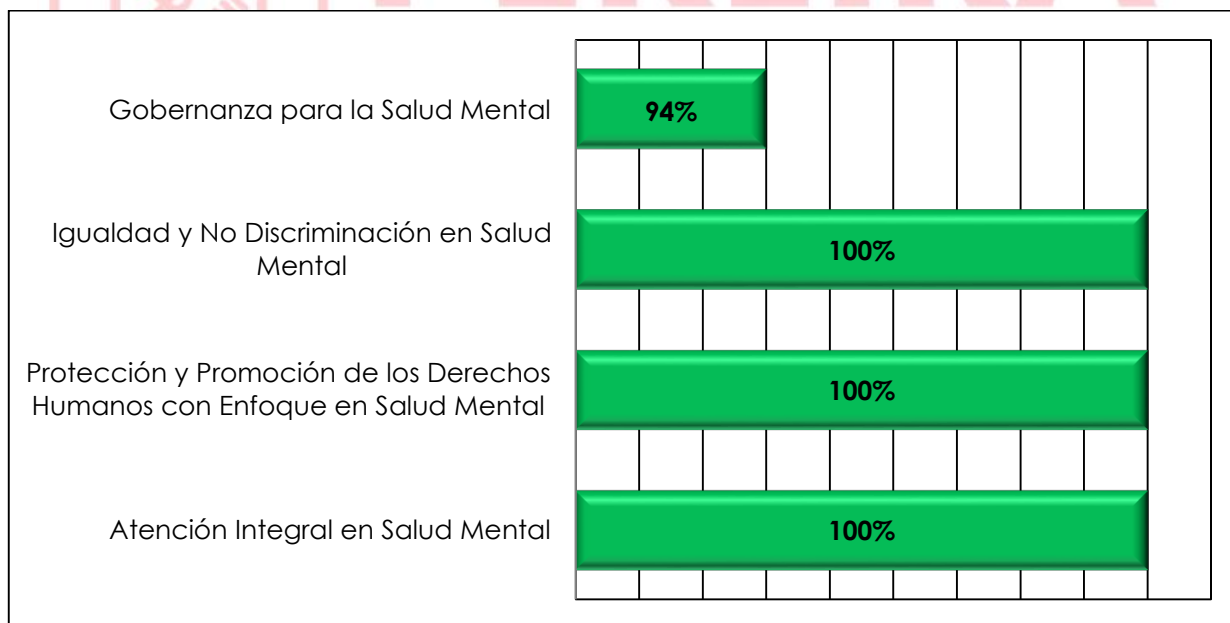 Gobernanza para la Salud Mental
94%
Igualdad y No Discriminación en Salud
Mental
100%
Protección y Promoción de los Derechos
Humanos con Enfoque en Salud Mental
100%
Atención Integral en Salud Mental
100%